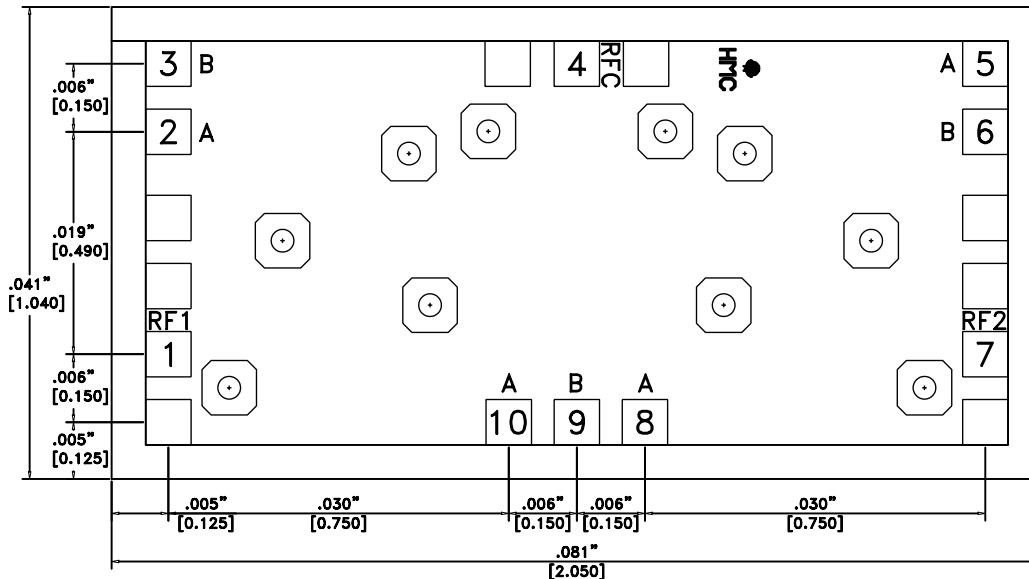 3 B
4
RFC
HMC
A 5
.006"
[0.150]
2 A
B 6
.019"
[0.490]
.041"
[1.040]
RF1
RF2
1
7
.006"
[0.150]
A B A
10 9 8
.005"
[0.125]
.005"
[0.125]
.030"
[0.750]
.006"
[0.150]
.006"
[0.150]
.030"
[0.750]
.081"
[2.050]